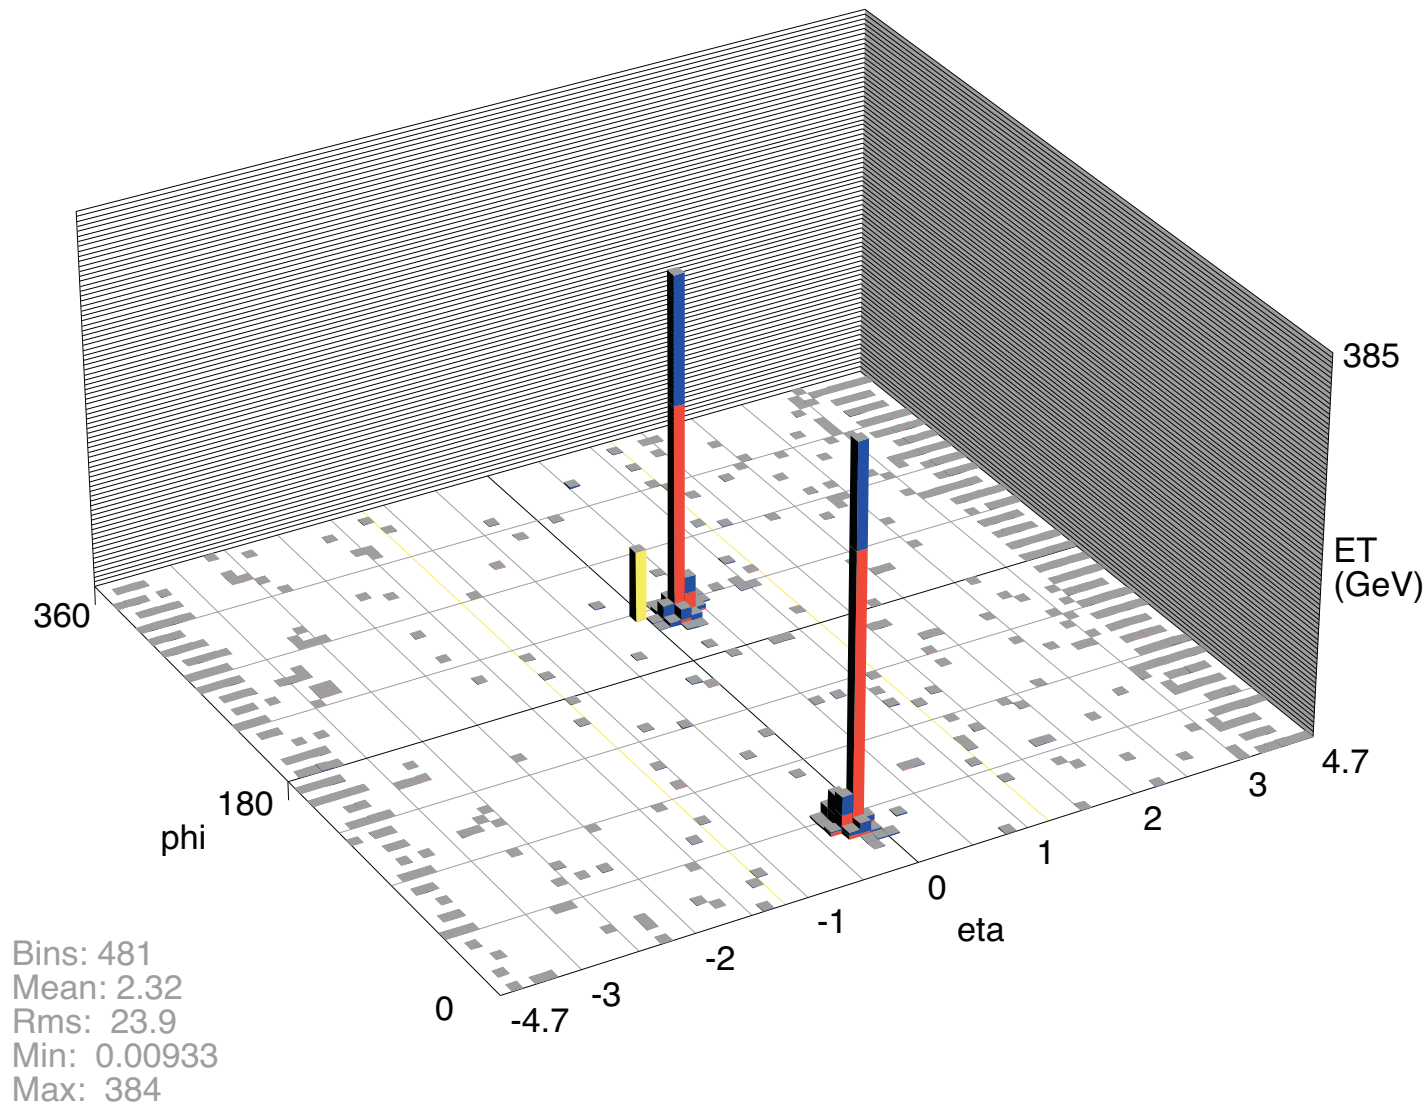 385
ET
(GeV)
360
180
phi
0
4.7
3
2
1
0
eta
-1
-2
-3
-4.7
Bins: 481
Mean: 2.32
Rms: 23.9
Min: 0.00933
Max: 384